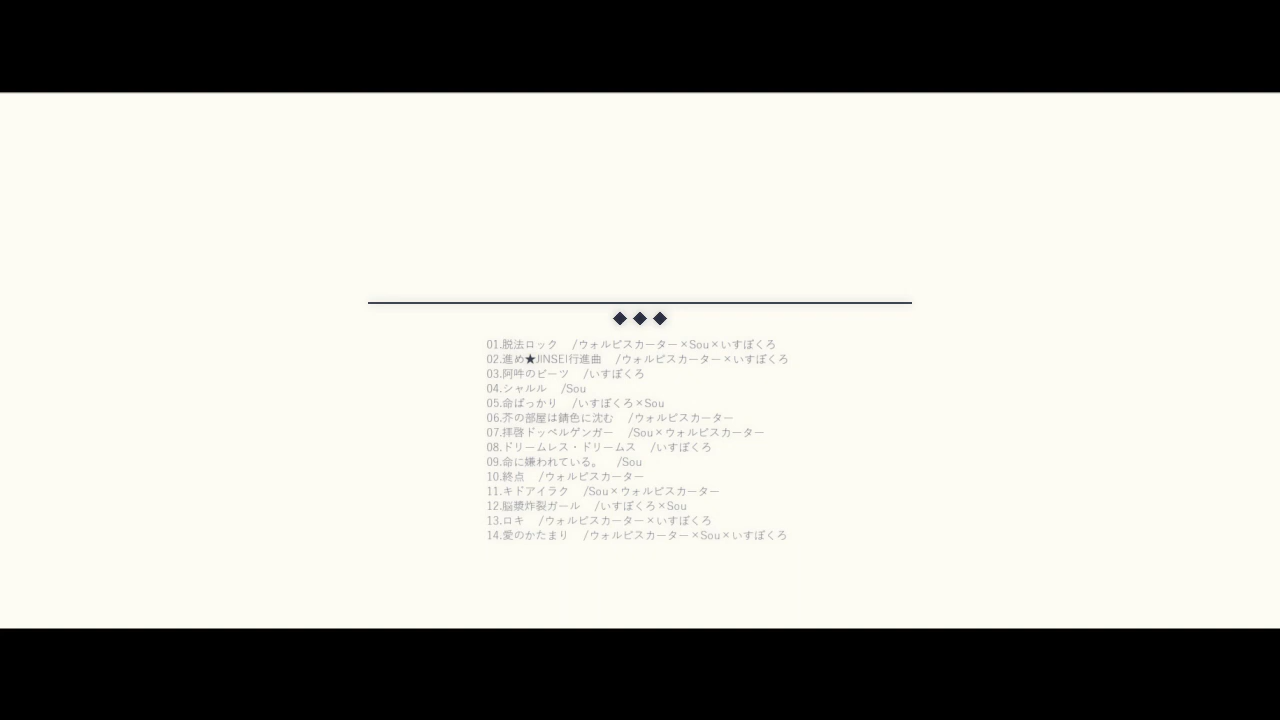 01.脱法ロック　/ウォルピスカーター×Sou×いすぼくろ
02.進め★JINSEI行進曲　/ウォルピスカーター×いすぼくろ
03.阿吽のビーツ　/いすぼくろ
04.シャルル　/Sou
05.命ばっかり　/いすぼくろ×Sou
06.芥の部屋は錆色に沈む　/ウォルピスカーター
07.拝啓ドッペルゲンガー　/Sou×ウォルピスカーター
08.ドリームレス・ドリームス　/いすぼくろ
09.命に嫌われている。　/Sou
10.終点　/ウォルピスカーター
11.キドアイラク　/Sou×ウォルピスカーター
12.脳漿炸裂ガール　/いすぼくろ×Sou
13.ロキ　/ウォルピスカーター×いすぼくろ
14.愛のかたまり　/ウォルピスカーター×Sou×いすぼくろ